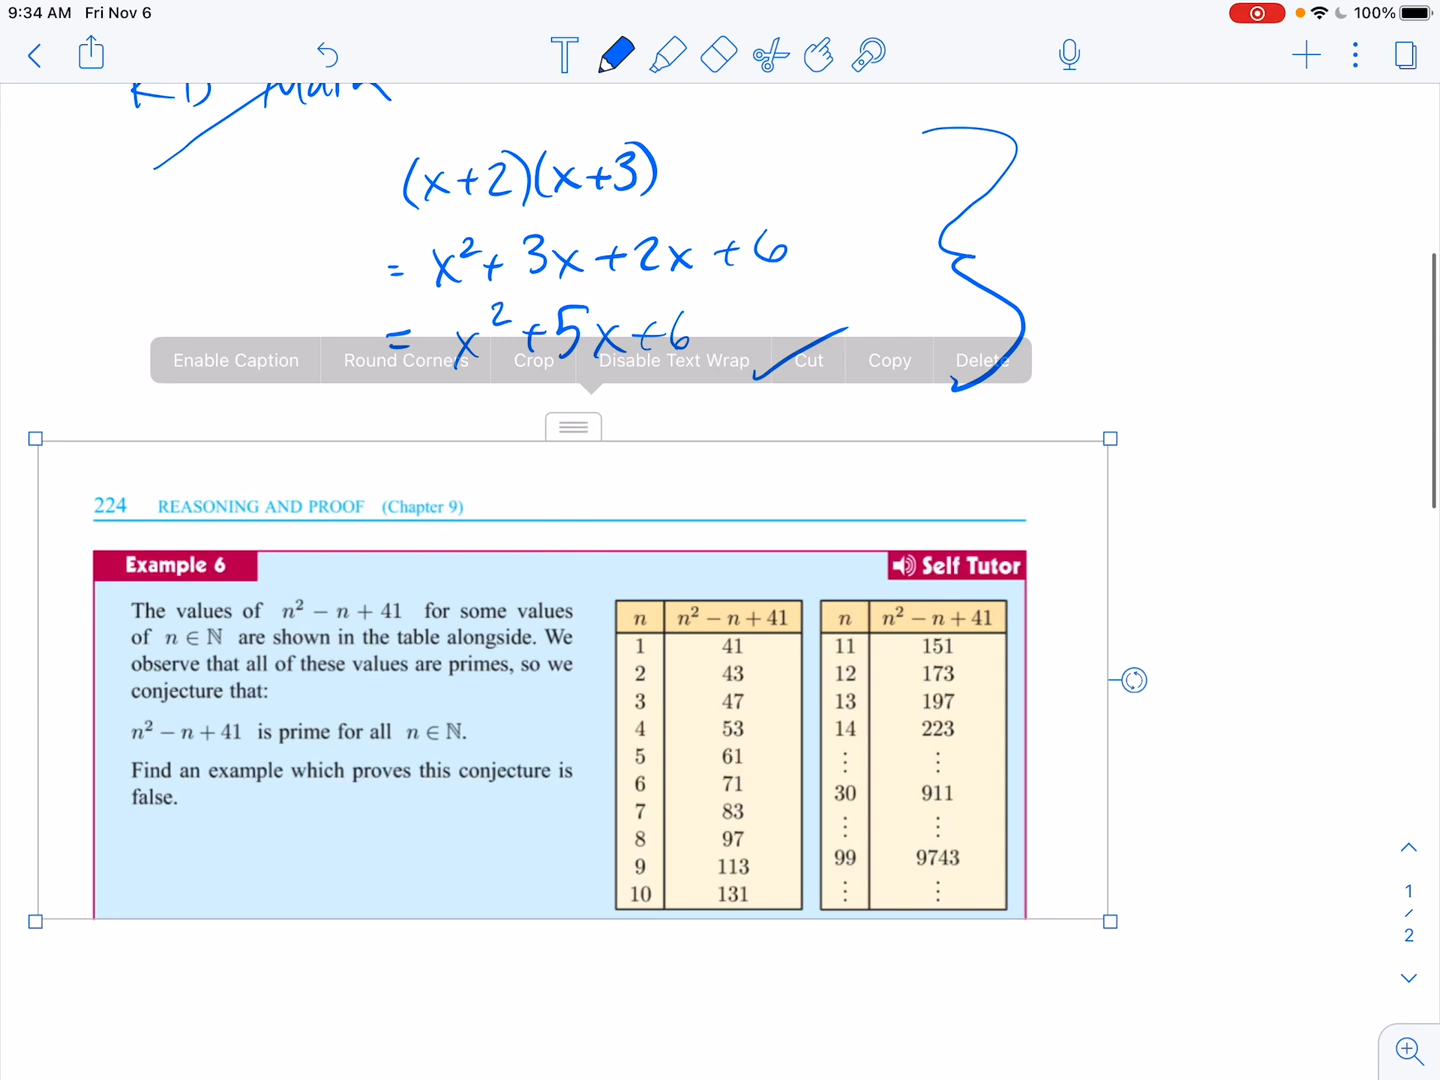 9:34 AM Fri Nov 6
100%
(x+2)(x+3)
= x² + 3x + 2x + 6
= x² + 5x + 6
Enable Caption Round Corners Crop Disable Text Wrap Cut Copy Delete
224 REASONING AND PROOF (Chapter 9)
Example 6
Self Tutor
The values of n² − n + 41 for some values
of n ∈ ℕ are shown in the table alongside. We
observe that all of these values are primes, so we
conjecture that:
n² − n + 41 is prime for all n ∈ ℕ.
Find an example which proves this conjecture is
false.
n n² − n + 41
1 41
2 43
3 47
4 53
5 61
6 71
7 83
8 97
9 113
10 131
n n² − n + 41
11 151
12 173
13 197
14 223
⋮ ⋮
30 911
⋮ ⋮
99 9743
⋮ ⋮
1
/
2